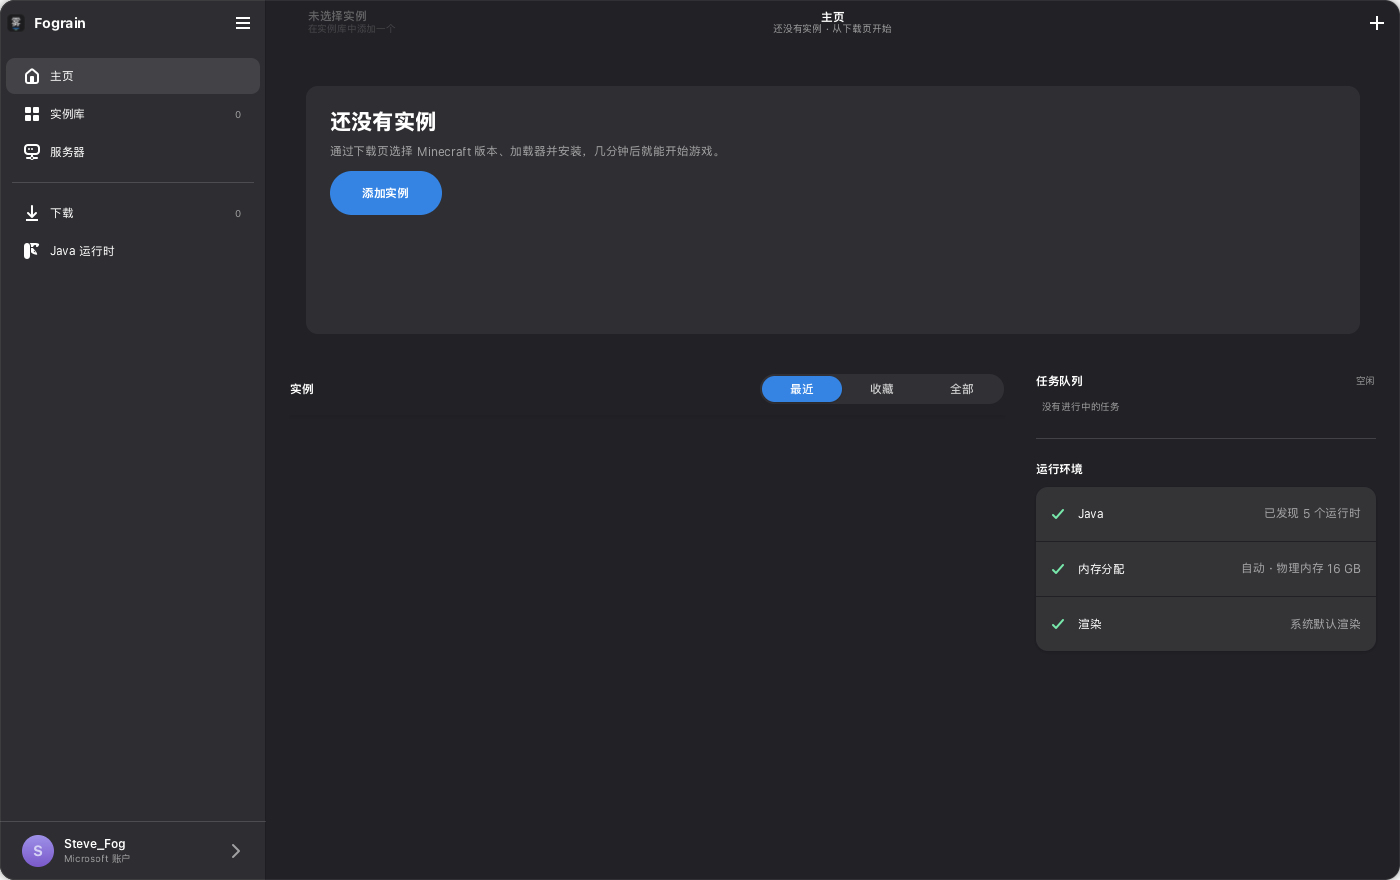 Fograin
主页
实例库 0
服务器
下载 0
Java 运行时
Steve_Fog
Microsoft 账户
S
未选择实例
在实例库中添加一个
主页
还没有实例 · 从下载页开始
还没有实例
通过下载页选择 Minecraft 版本、加载器并安装，几分钟后就能开始游戏。
添加实例
实例
最近 收藏 全部
任务队列 空闲
没有进行中的任务
运行环境
Java 已发现 5 个运行时
内存分配 自动 · 物理内存 16 GB
渲染 系统默认渲染